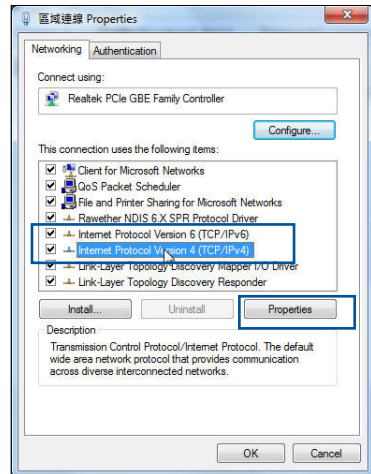 區域連線 Properties
Networking
Authentication
Connect using:
Realtek PCIe GBE Family Controller
Configure...
This connection uses the following items:
Client for Microsoft Networks
QoS Packet Scheduler
File and Printer Sharing for Microsoft Networks
Rawether NDIS 6.X SPR Protocol Driver
Internet Protocol Version 6 (TCP/IPv6)
Internet Protocol Version 4 (TCP/IPv4)
Link-Layer Topology Discovery Mapper I/O Driver
Link-Layer Topology Discovery Responder
Install...
Uninstall
Properties
Description
Transmission Control Protocol/Internet Protocol. The default
wide area network protocol that provides communication
across diverse interconnected networks.
OK
Cancel